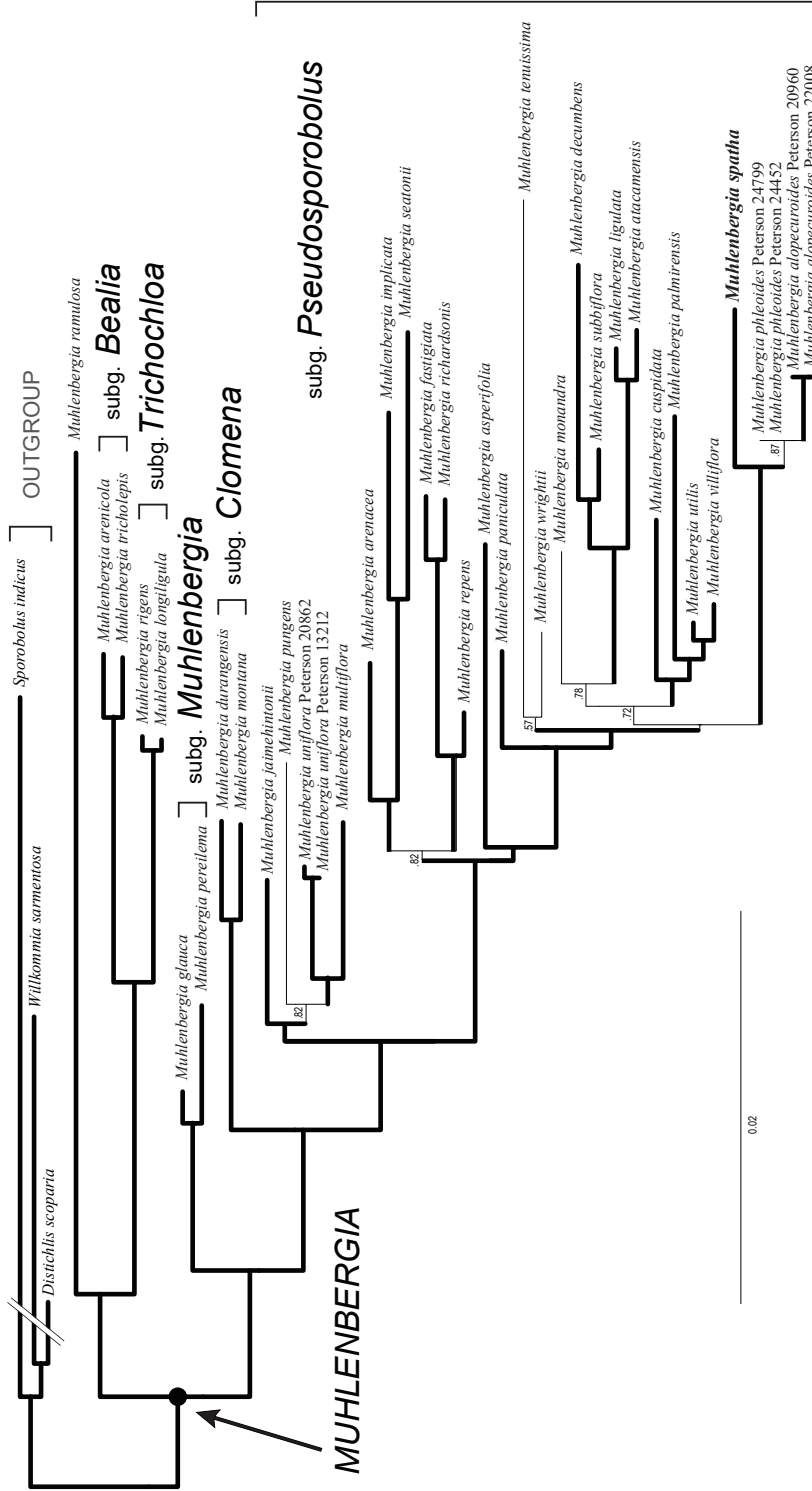 Sporobolus indicus
OUTGROUP
Willkommia sarmentosa
Distichlis scoparia
Muhlenbergia ramulosa
Muhlenbergia arenicola
Muhlenbergia tricholepis
subg. Bealia
Muhlenbergia rigens
Muhlenbergia longiligula
subg. Trichochloa
Muhlenbergia glauca
Muhlenbergia pereilema
subg. Muhlenbergia
Muhlenbergia durangensis
Muhlenbergia montana
subg. Clomena
MUHLENBERGIA
subg. Pseudosporobolus
Muhlenbergia jaimehintonii
Muhlenbergia pungens
.82
Muhlenbergia uniflora Peterson 20862
Muhlenbergia uniflora Peterson 13212
Muhlenbergia multiflora
Muhlenbergia arenacea
Muhlenbergia implicata
Muhlenbergia seatonii
.82
Muhlenbergia fastigiata
Muhlenbergia richardsonis
Muhlenbergia repens
Muhlenbergia asperifolia
Muhlenbergia paniculata
Muhlenbergia tenuissima
.57
Muhlenbergia wrightii
Muhlenbergia monandra
.78
Muhlenbergia decumbens
Muhlenbergia subbiflora
Muhlenbergia ligulata
Muhlenbergia atacamensis
.72
Muhlenbergia cuspidata
Muhlenbergia palmirensis
Muhlenbergia utilis
Muhlenbergia villiflora
Muhlenbergia spatha
Muhlenbergia phleoides Peterson 24799
.87
Muhlenbergia phleoides Peterson 24452
Muhlenbergia alopecuroides Peterson 20960
Muhlenbergia alopecuroides Peterson 22008
0.02